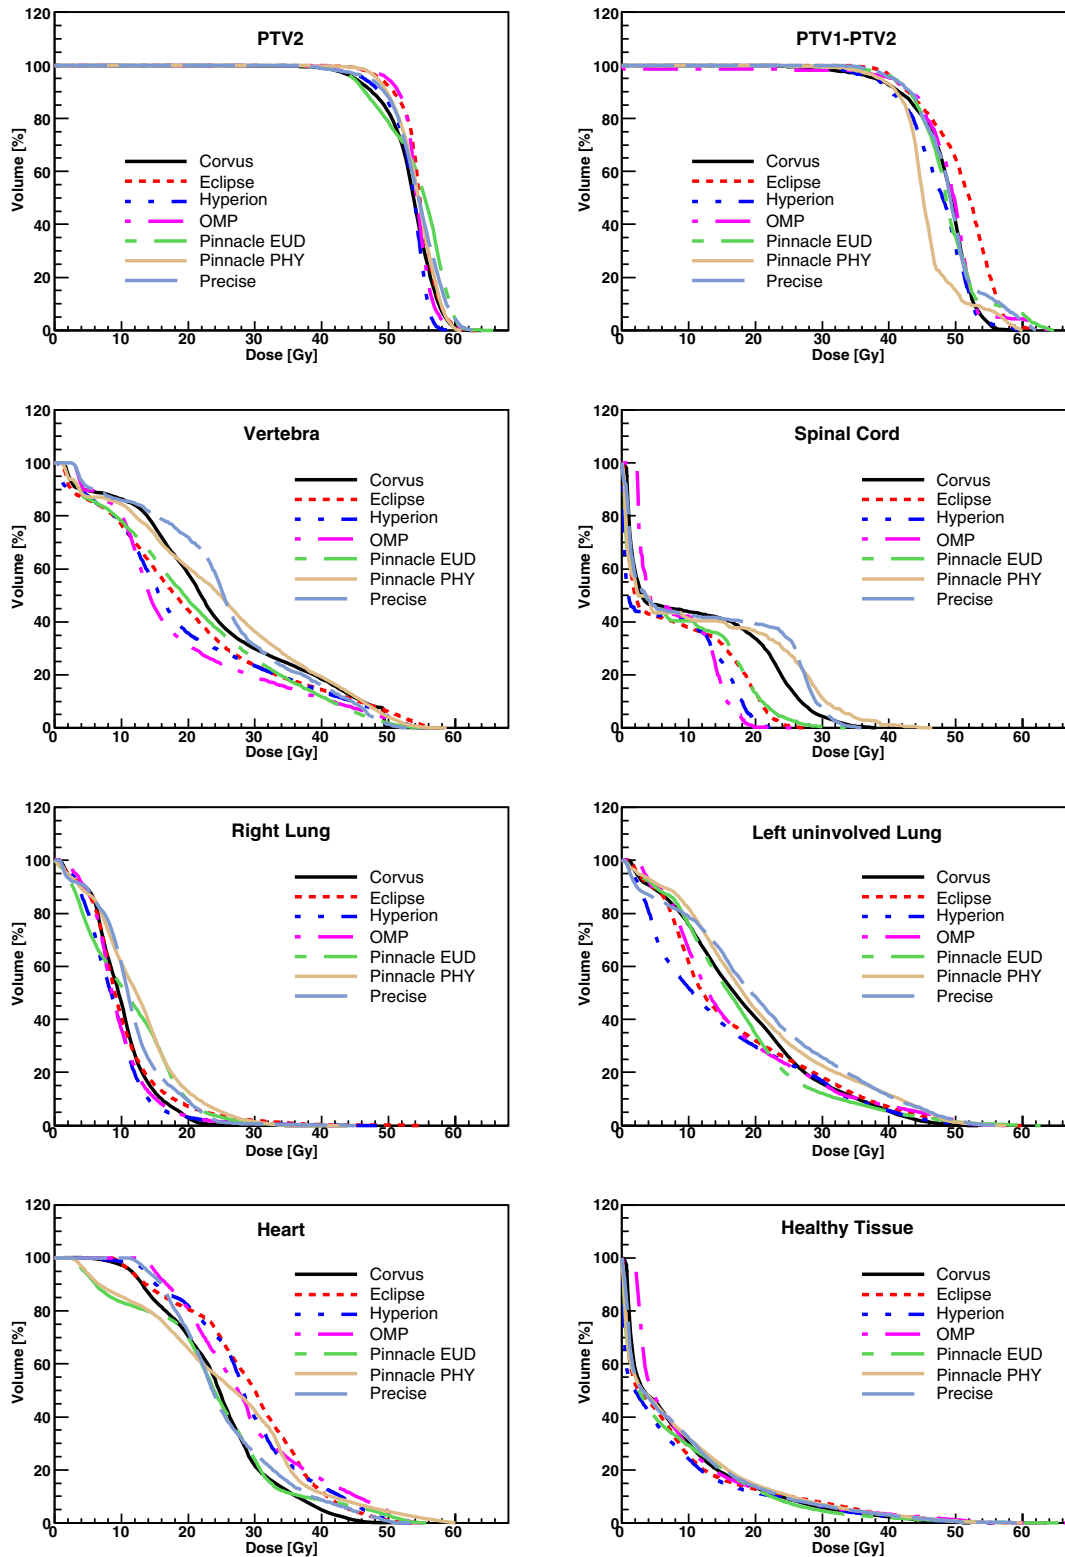 PTV2
120
100
80
60
40
20
0
Volume [%]
Corvus
Eclipse
Hyperion
OMP
Pinnacle EUD
Pinnacle PHY
Precise
0 10 20 30 40 50 60
Dose [Gy]
PTV1-PTV2
120
100
80
60
40
20
0
Volume [%]
Corvus
Eclipse
Hyperion
OMP
Pinnacle EUD
Pinnacle PHY
Precise
0 10 20 30 40 50 60
Dose [Gy]
Vertebra
120
100
80
60
40
20
0
Volume [%]
Corvus
Eclipse
Hyperion
OMP
Pinnacle EUD
Pinnacle PHY
Precise
0 10 20 30 40 50 60
Dose [Gy]
Spinal Cord
120
100
80
60
40
20
0
Volume [%]
Corvus
Eclipse
Hyperion
OMP
Pinnacle EUD
Pinnacle PHY
Precise
0 10 20 30 40 50 60
Dose [Gy]
Right Lung
120
100
80
60
40
20
0
Volume [%]
Corvus
Eclipse
Hyperion
OMP
Pinnacle EUD
Pinnacle PHY
Precise
0 10 20 30 40 50 60
Dose [Gy]
Left uninvolved Lung
120
100
80
60
40
20
0
Volume [%]
Corvus
Eclipse
Hyperion
OMP
Pinnacle EUD
Pinnacle PHY
Precise
0 10 20 30 40 50 60
Dose [Gy]
Heart
120
100
80
60
40
20
0
Volume [%]
Corvus
Eclipse
Hyperion
OMP
Pinnacle EUD
Pinnacle PHY
Precise
0 10 20 30 40 50 60
Dose [Gy]
Healthy Tissue
120
100
80
60
40
20
0
Volume [%]
Corvus
Eclipse
Hyperion
OMP
Pinnacle EUD
Pinnacle PHY
Precise
0 10 20 30 40 50 60
Dose [Gy]